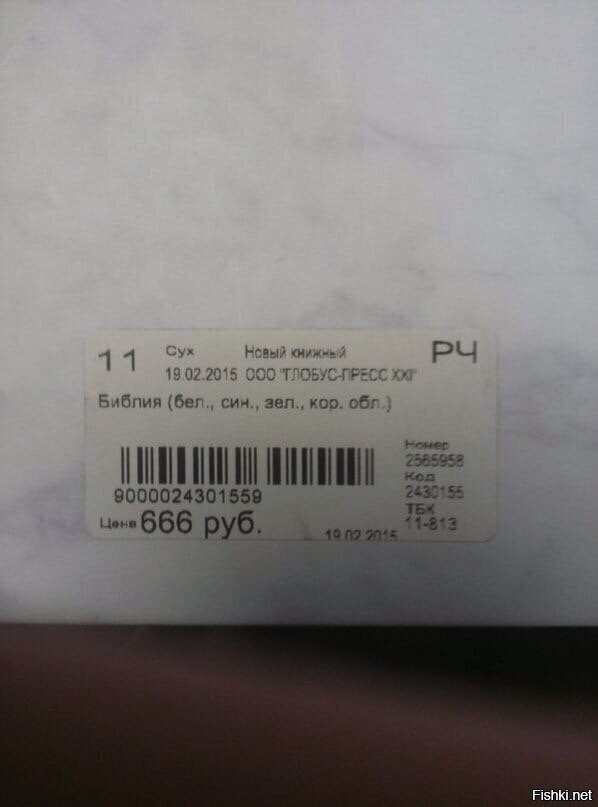 11 Сух Новый книжный РЧ
19.02.2015 ООО "ГЛОБУС-ПРЕСС XXI"
Библия (бел., син., зел., кор. обл.)
Номер
2565958
Код
2430155
ТБК
11-813
9000024301559
Цена 666 руб.
19.02.2015
Fishki.net